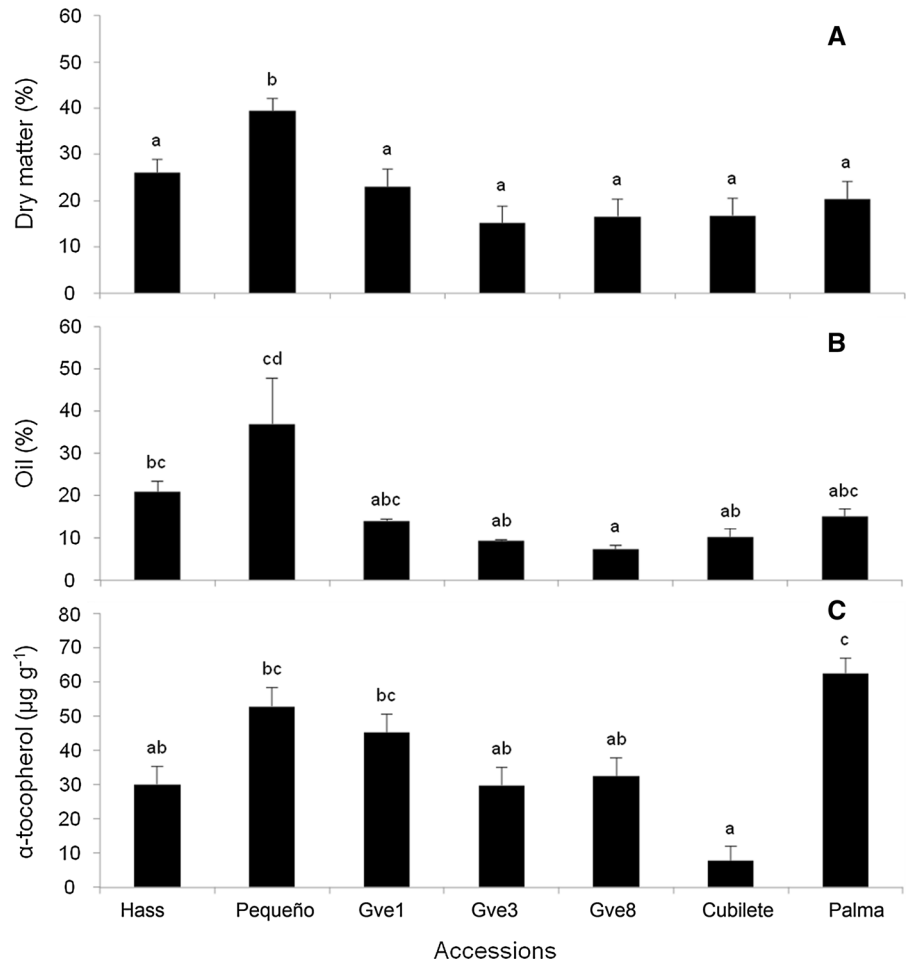 A
Dry matter (%)
60
50
40
30
20
10
0
a
b
a
a
a
a
a
B
Oil (%)
60
50
40
30
20
10
0
bc
cd
abc
ab
a
ab
abc
C
α-tocopherol (µg g⁻¹)
80
70
60
50
40
30
20
10
0
ab
bc
bc
ab
ab
a
c
Hass Pequeño Gve1 Gve3 Gve8 Cubilete Palma
Accessions